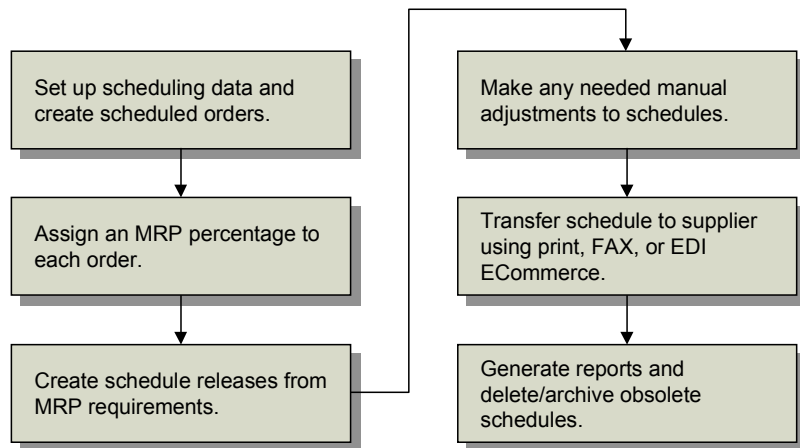 Set up scheduling data and
create scheduled orders.
Assign an MRP percentage to
each order.
Create schedule releases from
MRP requirements.
Make any needed manual
adjustments to schedules.
Transfer schedule to supplier
using print, FAX, or EDI
ECommerce.
Generate reports and
delete/archive obsolete
schedules.